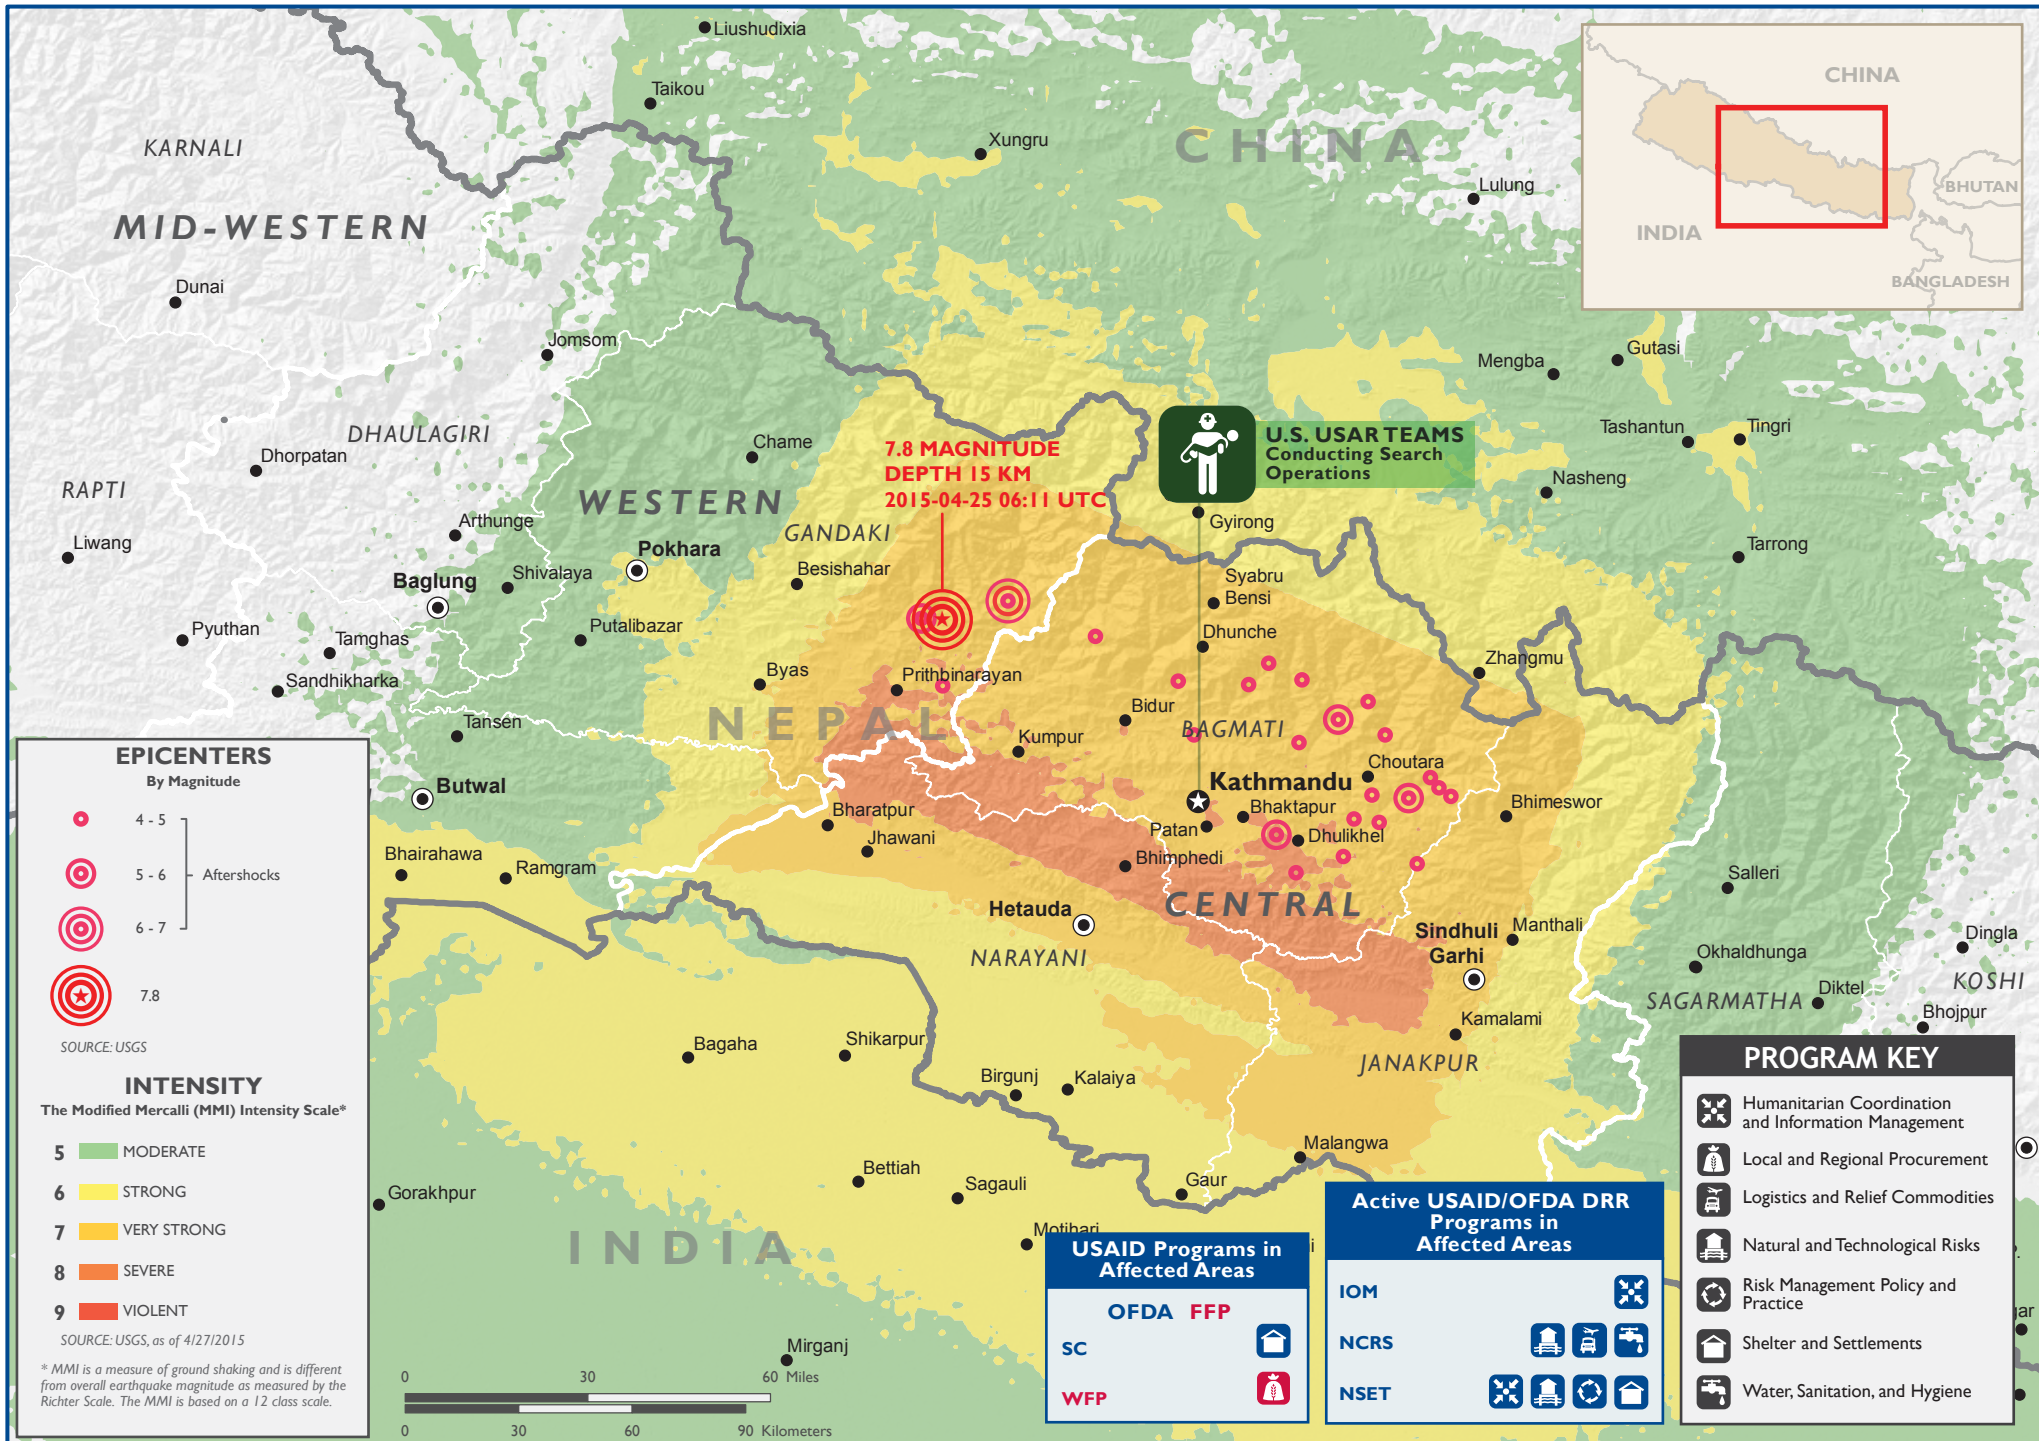 Liushudixia
Taikou
KARNALI
Xungru
CHINA
Lulung
MID-WESTERN
Dunai
Jomsom
CHINA
BHUTAN
INDIA
BANGLADESH
Mengba
Gutasi
DHAULAGIRI
Dhorpatan
Chame
7.8 MAGNITUDE
DEPTH 15 KM
2015-04-25 06:11 UTC
U.S. USAR TEAMS
Conducting Search
Operations
Tashantun
Tingri
RAPTI
WESTERN
Nasheng
Arthunge
GANDAKI
Gyirong
Liwang
Pokhara
Tarrong
Baglung
Shivalaya
Besishahar
Syabru
Bensi
Pyuthan
Tamghas
Putalibazar
Dhunche
Sandhikharka
Byas
Prithbinarayan
Zhangmu
Tansen
NEPAL
Bidur
BAGMATI
Kumpur
Choutara
Butwal
Kathmandu
Bharatpur
Bhaktapur
Bhimeswor
Jhawani
Patan
Dhulikhel
Bhairahawa
Ramgram
Bhimphedi
Salleri
CENTRAL
Hetauda
Sindhuli
Garhi
Manthali
Dingla
NARAYANI
Okhaldhunga
KOSHI
SAGARMATHA
Diktel
Bhojpur
Kamalami
Bagaha
Shikarpur
JANAKPUR
Birgunj
Kalaiya
Malangwa
Bettiah
Sagauli
Gaur
Gorakhpur
Motihari
INDIA
Mirganj
EPICENTERS
By Magnitude
4 - 5
5 - 6
Aftershocks
6 - 7
7.8
SOURCE: USGS
INTENSITY
The Modified Mercalli (MMI) Intensity Scale*
5 MODERATE
6 STRONG
7 VERY STRONG
8 SEVERE
9 VIOLENT
SOURCE: USGS, as of 4/27/2015
* MMI is a measure of ground shaking and is different
from overall earthquake magnitude as measured by the
Richter Scale. The MMI is based on a 12 class scale.
0 30 60 Miles
0 30 60 90 Kilometers
USAID Programs in
Affected Areas
OFDA FFP
SC
WFP
Active USAID/OFDA DRR
Programs in
Affected Areas
IOM
NCRS
NSET
PROGRAM KEY
Humanitarian Coordination
and Information Management
Local and Regional Procurement
Logistics and Relief Commodities
Natural and Technological Risks
Risk Management Policy and
Practice
Shelter and Settlements
Water, Sanitation, and Hygiene